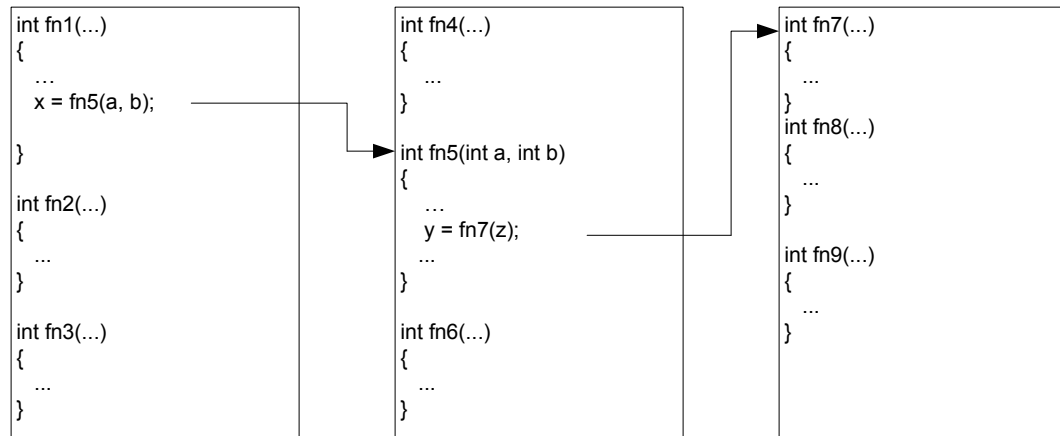 int fn1(...)
{
…
x = fn5(a, b);
}
int fn2(...)
{
...
}
int fn3(...)
{
...
}
int fn4(...)
{
...
}
int fn5(int a, int b)
{
…
y = fn7(z);
...
}
int fn6(...)
{
...
}
int fn7(...)
{
...
}
int fn8(...)
{
...
}
int fn9(...)
{
...
}